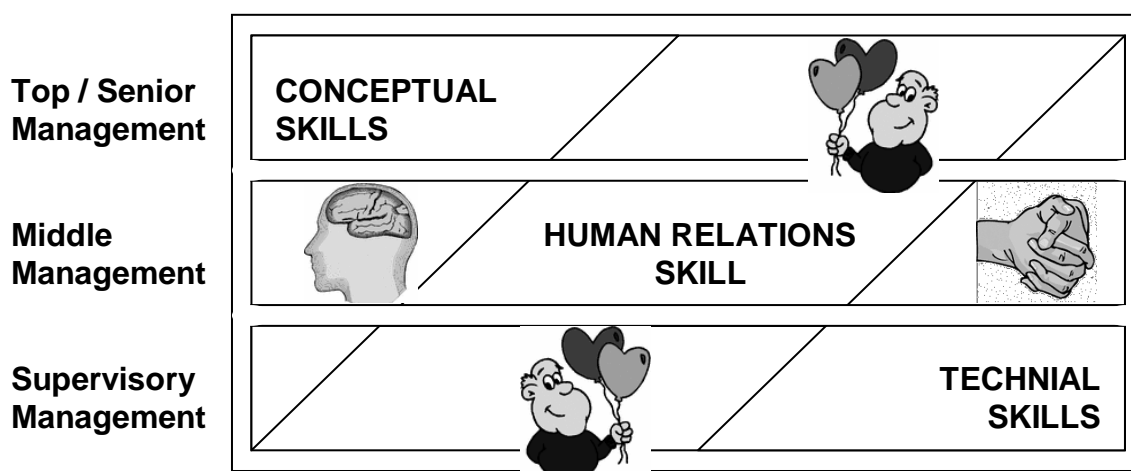 Top / Senior
Management
CONCEPTUAL
SKILLS
Middle
Management
HUMAN RELATIONS
SKILL
Supervisory
Management
TECHNIAL
SKILLS